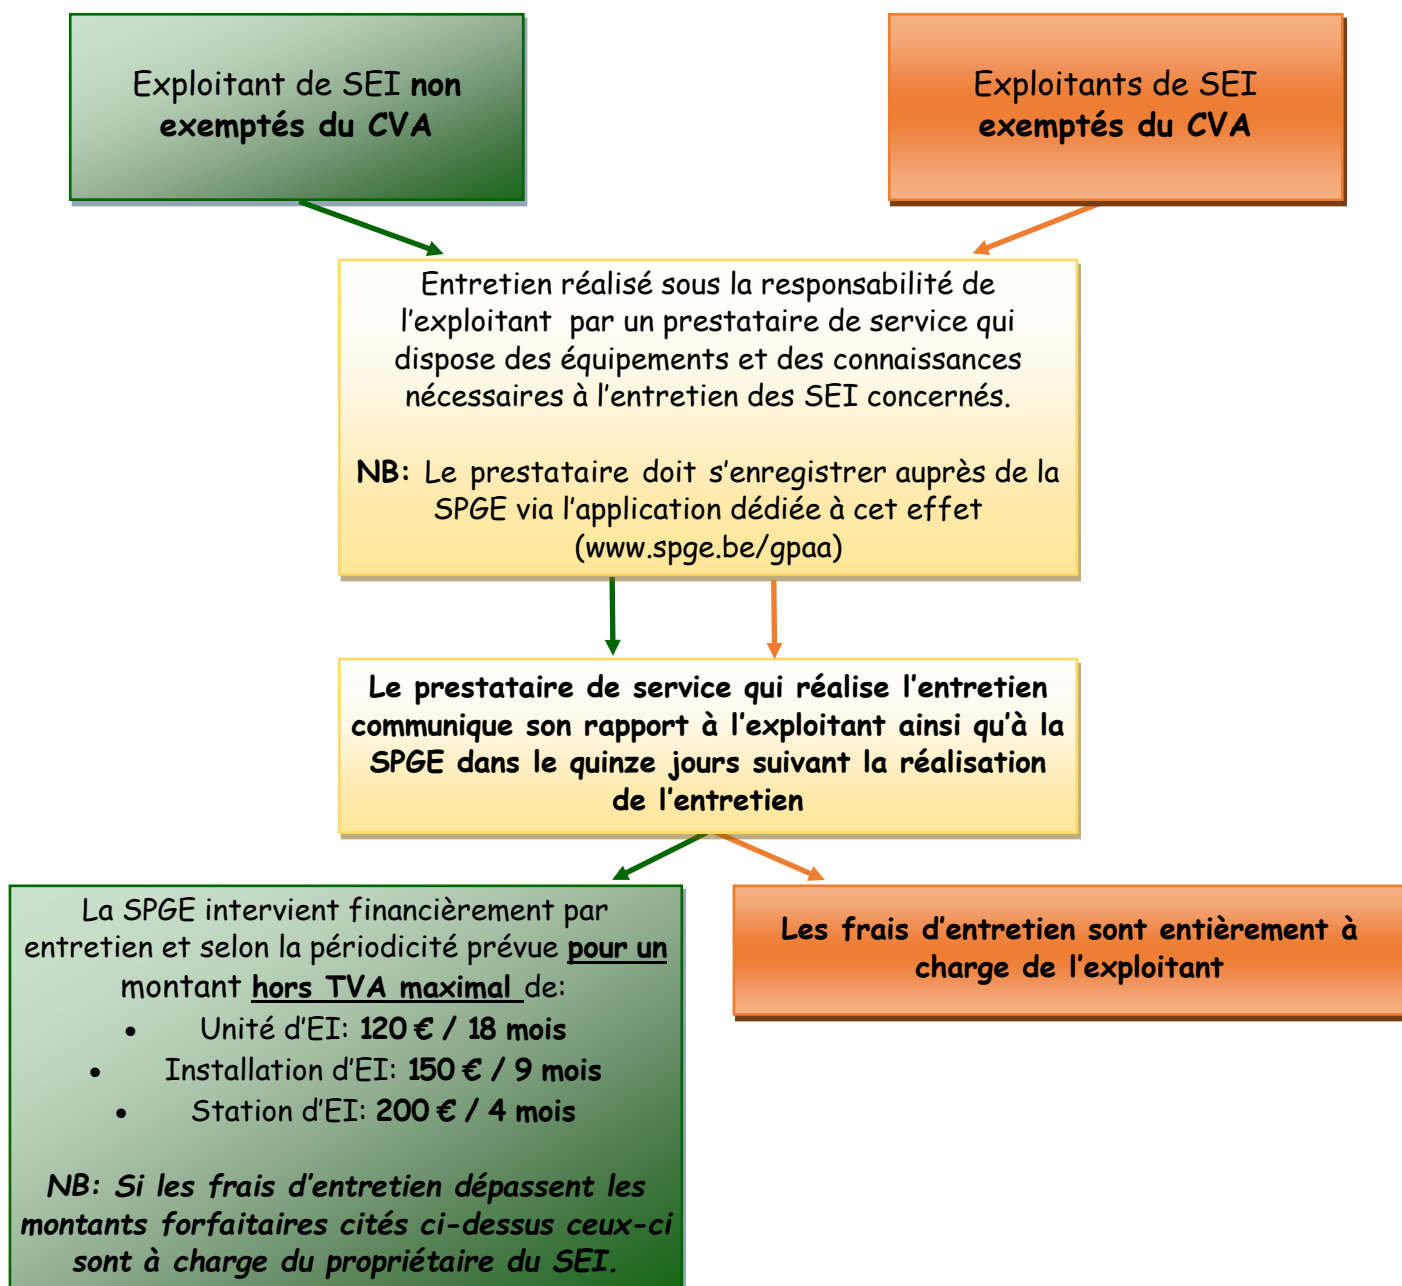 Exploitant de SEI non
exemptés du CVA
Exploitants de SEI
exemptés du CVA
Entretien réalisé sous la responsabilité de
l'exploitant par un prestataire de service qui
dispose des équipements et des connaissances
nécessaires à l'entretien des SEI concernés.
NB: Le prestataire doit s'enregistrer auprès de la
SPGE via l'application dédiée à cet effet
(www.spge.be/gpaa)
Le prestataire de service qui réalise l'entretien
communique son rapport à l'exploitant ainsi qu'à la
SPGE dans le quinze jours suivant la réalisation
de l'entretien
La SPGE intervient financièrement par
entretien et selon la périodicité prévue pour un
montant hors TVA maximal de:
• Unité d'EI: 120 € / 18 mois
• Installation d'EI: 150 € / 9 mois
• Station d'EI: 200 € / 4 mois
NB: Si les frais d'entretien dépassent les
montants forfaitaires cités ci-dessus ceux-ci
sont à charge du propriétaire du SEI.
Les frais d'entretien sont entièrement à
charge de l'exploitant